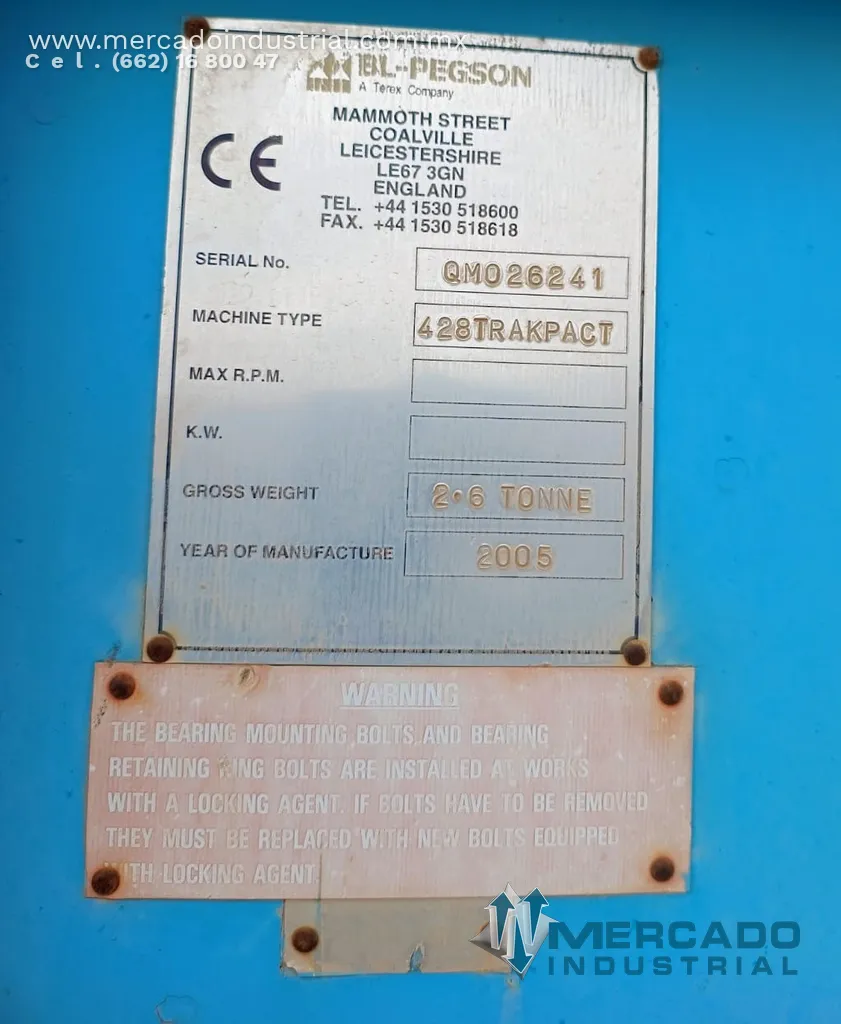 www.mercadoindustrial.com.mx
Cel. (662) 16 800 47
BL-PEGSON
A Terex Company
MAMMOTH STREET
COALVILLE
LEICESTERSHIRE
LE67 3GN
ENGLAND
TEL. +44 1530 518600
FAX. +44 1530 518618
CE
SERIAL No. QM026241
MACHINE TYPE 428TRAKPACT
MAX R.P.M.
K.W.
GROSS WEIGHT 2.6 TONNE
YEAR OF MANUFACTURE 2005
WARNING
THE BEARING MOUNTING BOLTS AND BEARING
RETAINING RING BOLTS ARE INSTALLED AT WORKS
WITH A LOCKING AGENT. IF BOLTS HAVE TO BE REMOVED
THEY MUST BE REPLACED WITH NEW BOLTS EQUIPPED
WITH LOCKING AGENT.
MERCADO
INDUSTRIAL